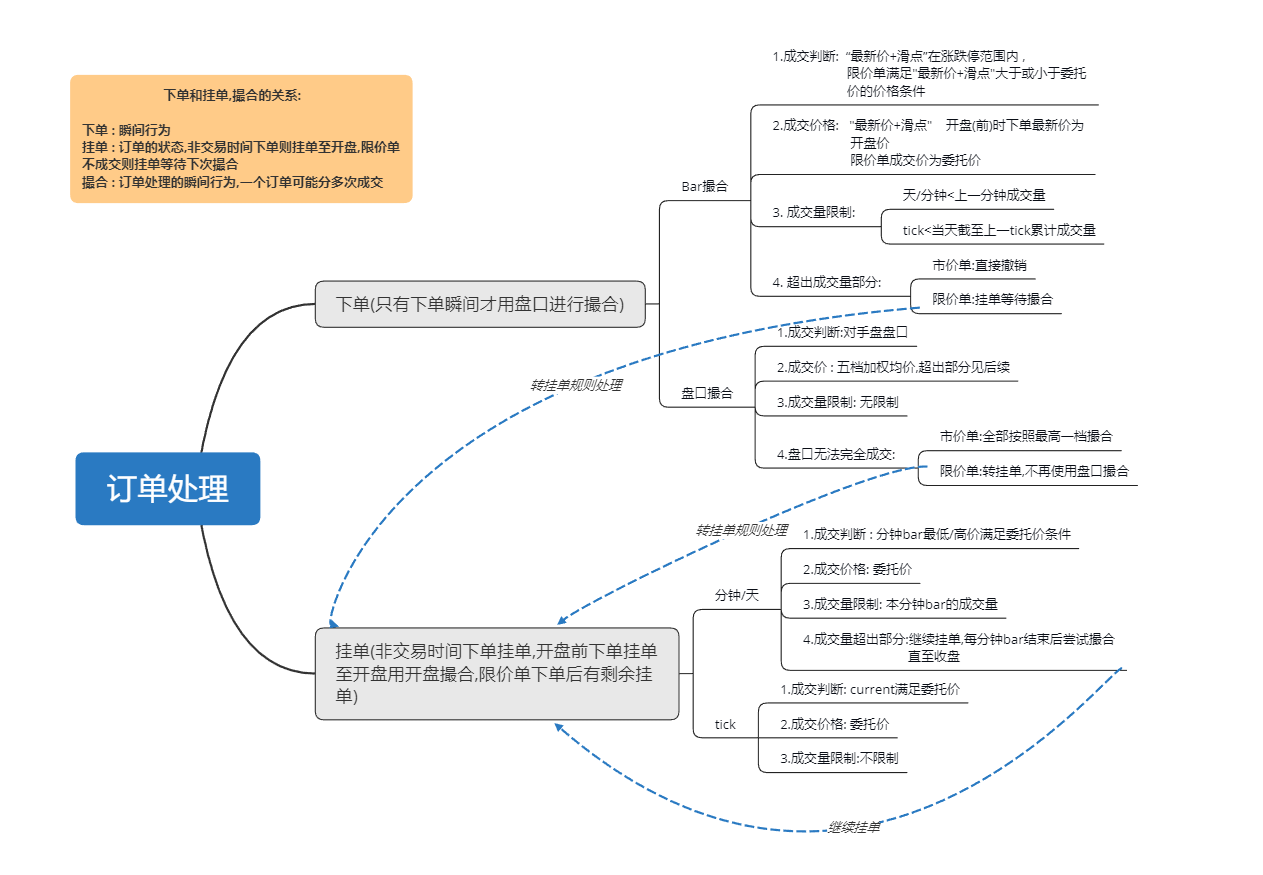 下单和挂单,撮合的关系:
下单 : 瞬间行为
挂单 : 订单的状态,非交易时间下单则挂单至开盘,限价单
不成交则挂单等待下次撮合
撮合 : 订单处理的瞬间行为,一个订单可能分多次成交
订单处理
下单(只有下单瞬间才用盘口进行撮合)
Bar撮合
1.成交判断: “最新价+滑点”在涨跌停范围内 ,
限价单满足"最新价+滑点"大于或小于委托
价的价格条件
2.成交价格: "最新价+滑点" 开盘(前)时下单最新价为
开盘价
限价单成交价为委托价
3. 成交量限制:
天/分钟<上一分钟成交量
tick<当天截至上一tick累计成交量
4. 超出成交量部分:
市价单:直接撤销
限价单:挂单等待撮合
盘口撮合
1.成交判断:对手盘盘口
2.成交价 : 五档加权均价,超出部分见后续
3.成交量限制: 无限制
4.盘口无法完全成交:
市价单:全部按照最高一档撮合
限价单:转挂单,不再使用盘口撮合
转挂单规则处理
转挂单规则处理
挂单(非交易时间下单挂单,开盘前下单挂单
至开盘用开盘撮合,限价单下单后有剩余挂
单)
分钟/天
1.成交判断 : 分钟bar最低/高价满足委托价条件
2.成交价格: 委托价
3.成交量限制: 本分钟bar的成交量
4.成交量超出部分:继续挂单,每分钟bar结束后尝试撮合
直至收盘
tick
1.成交判断: current满足委托价
2.成交价格: 委托价
3.成交量限制:不限制
继续挂单